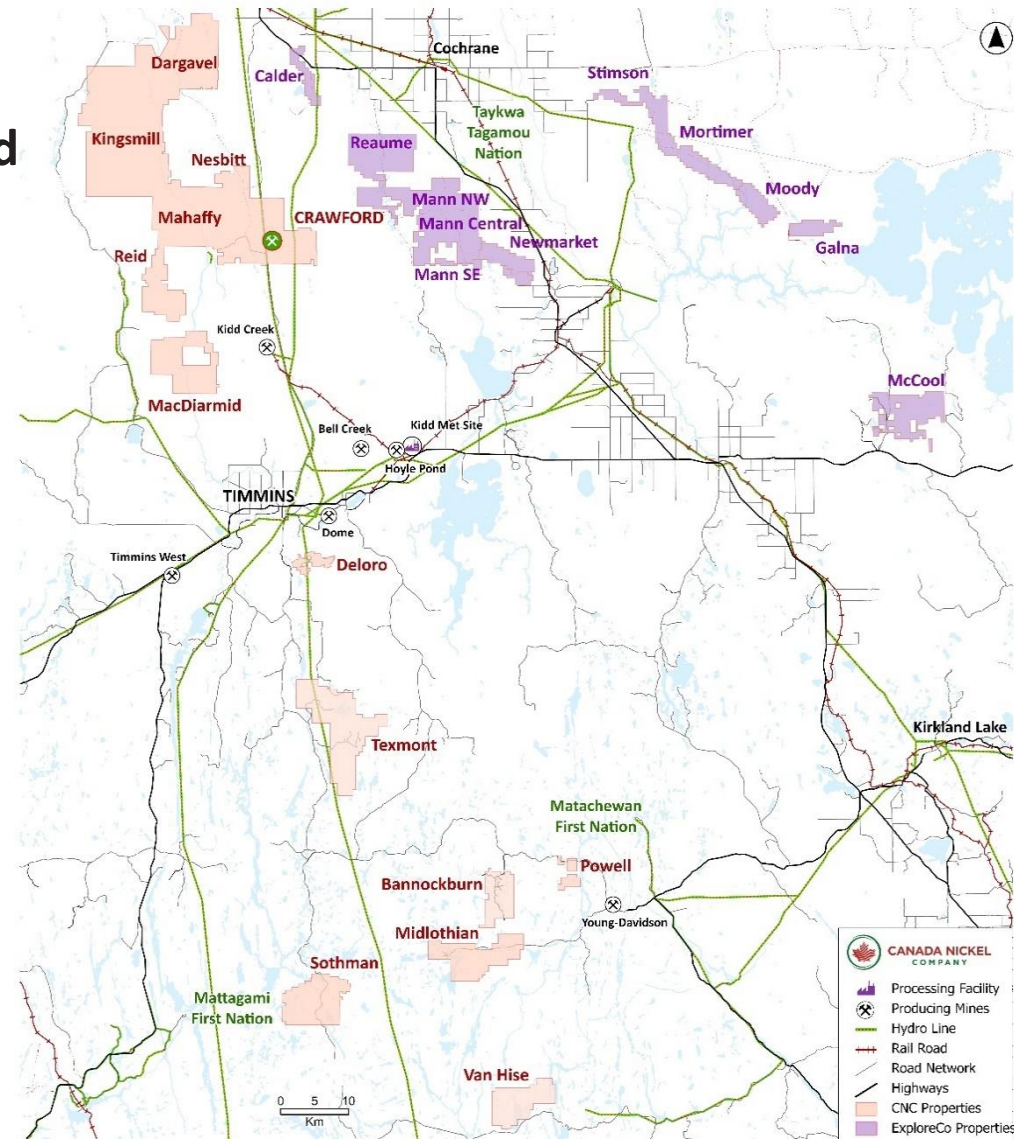 d
Cochrane
Dargavel
Calder
Stimson
Taykwa
Tagamou
Nation
Mortimer
Kingsmill
Reaume
Nesbitt
Moody
Mann NW
Mahaffy
CRAWFORD
Mann Central
Newmarket
Galna
Reid
Mann SE
Kidd Creek
McCool
MacDiarmid
Bell Creek
Kidd Met Site
Hoyle Pond
TIMMINS
Dome
Timmins West
Deloro
Kirkland Lake
Texmont
Matachewan
First Nation
Powell
Bannockburn
Young-Davidson
Midlothian
Sothman
Mattagami
First Nation
Van Hise
0 5 10
Km
CANADA NICKEL
COMPANY
Processing Facility
Producing Mines
Hydro Line
Rail Road
Road Network
Highways
CNC Properties
ExploreCo Properties